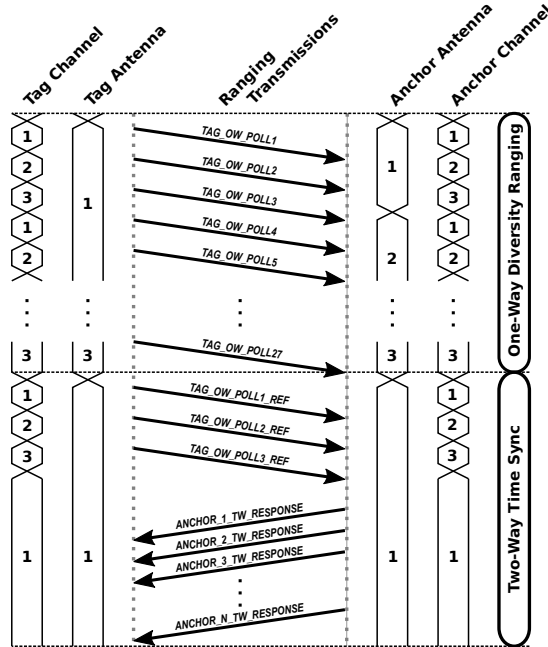 Tag Channel
Tag Antenna
Ranging
Transmissions
Anchor Antenna
Anchor Channel
1
2
3
1
2
3
1
3
TAG_OW_POLL1
TAG_OW_POLL2
TAG_OW_POLL3
TAG_OW_POLL4
TAG_OW_POLL5
TAG_OW_POLL27
1
2
3
1
2
3
1
2
3
One-Way Diversity Ranging
1
2
3
1
1
TAG_OW_POLL1_REF
TAG_OW_POLL2_REF
TAG_OW_POLL3_REF
ANCHOR_1_TW_RESPONSE
ANCHOR_2_TW_RESPONSE
ANCHOR_3_TW_RESPONSE
ANCHOR_N_TW_RESPONSE
1
1
2
3
1
Two-Way Time Sync